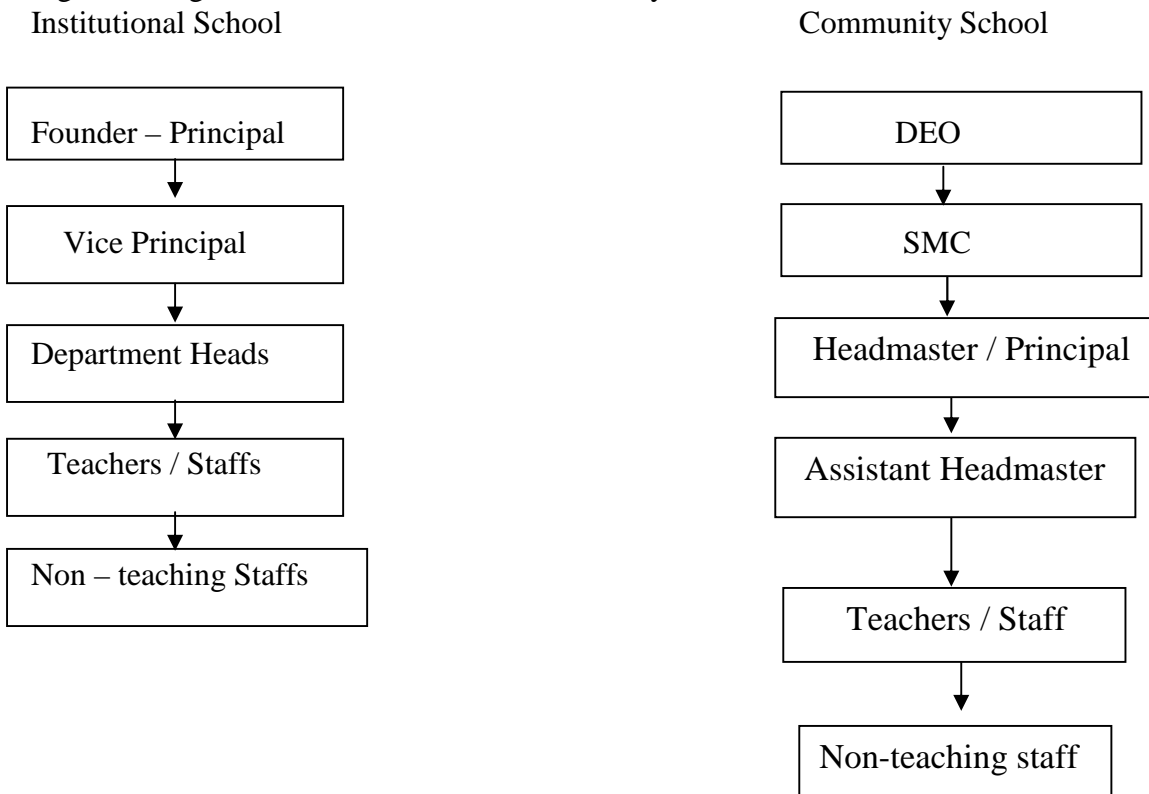 Institutional School
Founder – Principal
Vice Principal
Department Heads
Teachers / Staffs
Non – teaching Staffs
Community School
DEO
SMC
Headmaster / Principal
Assistant Headmaster
Teachers / Staff
Non-teaching staff